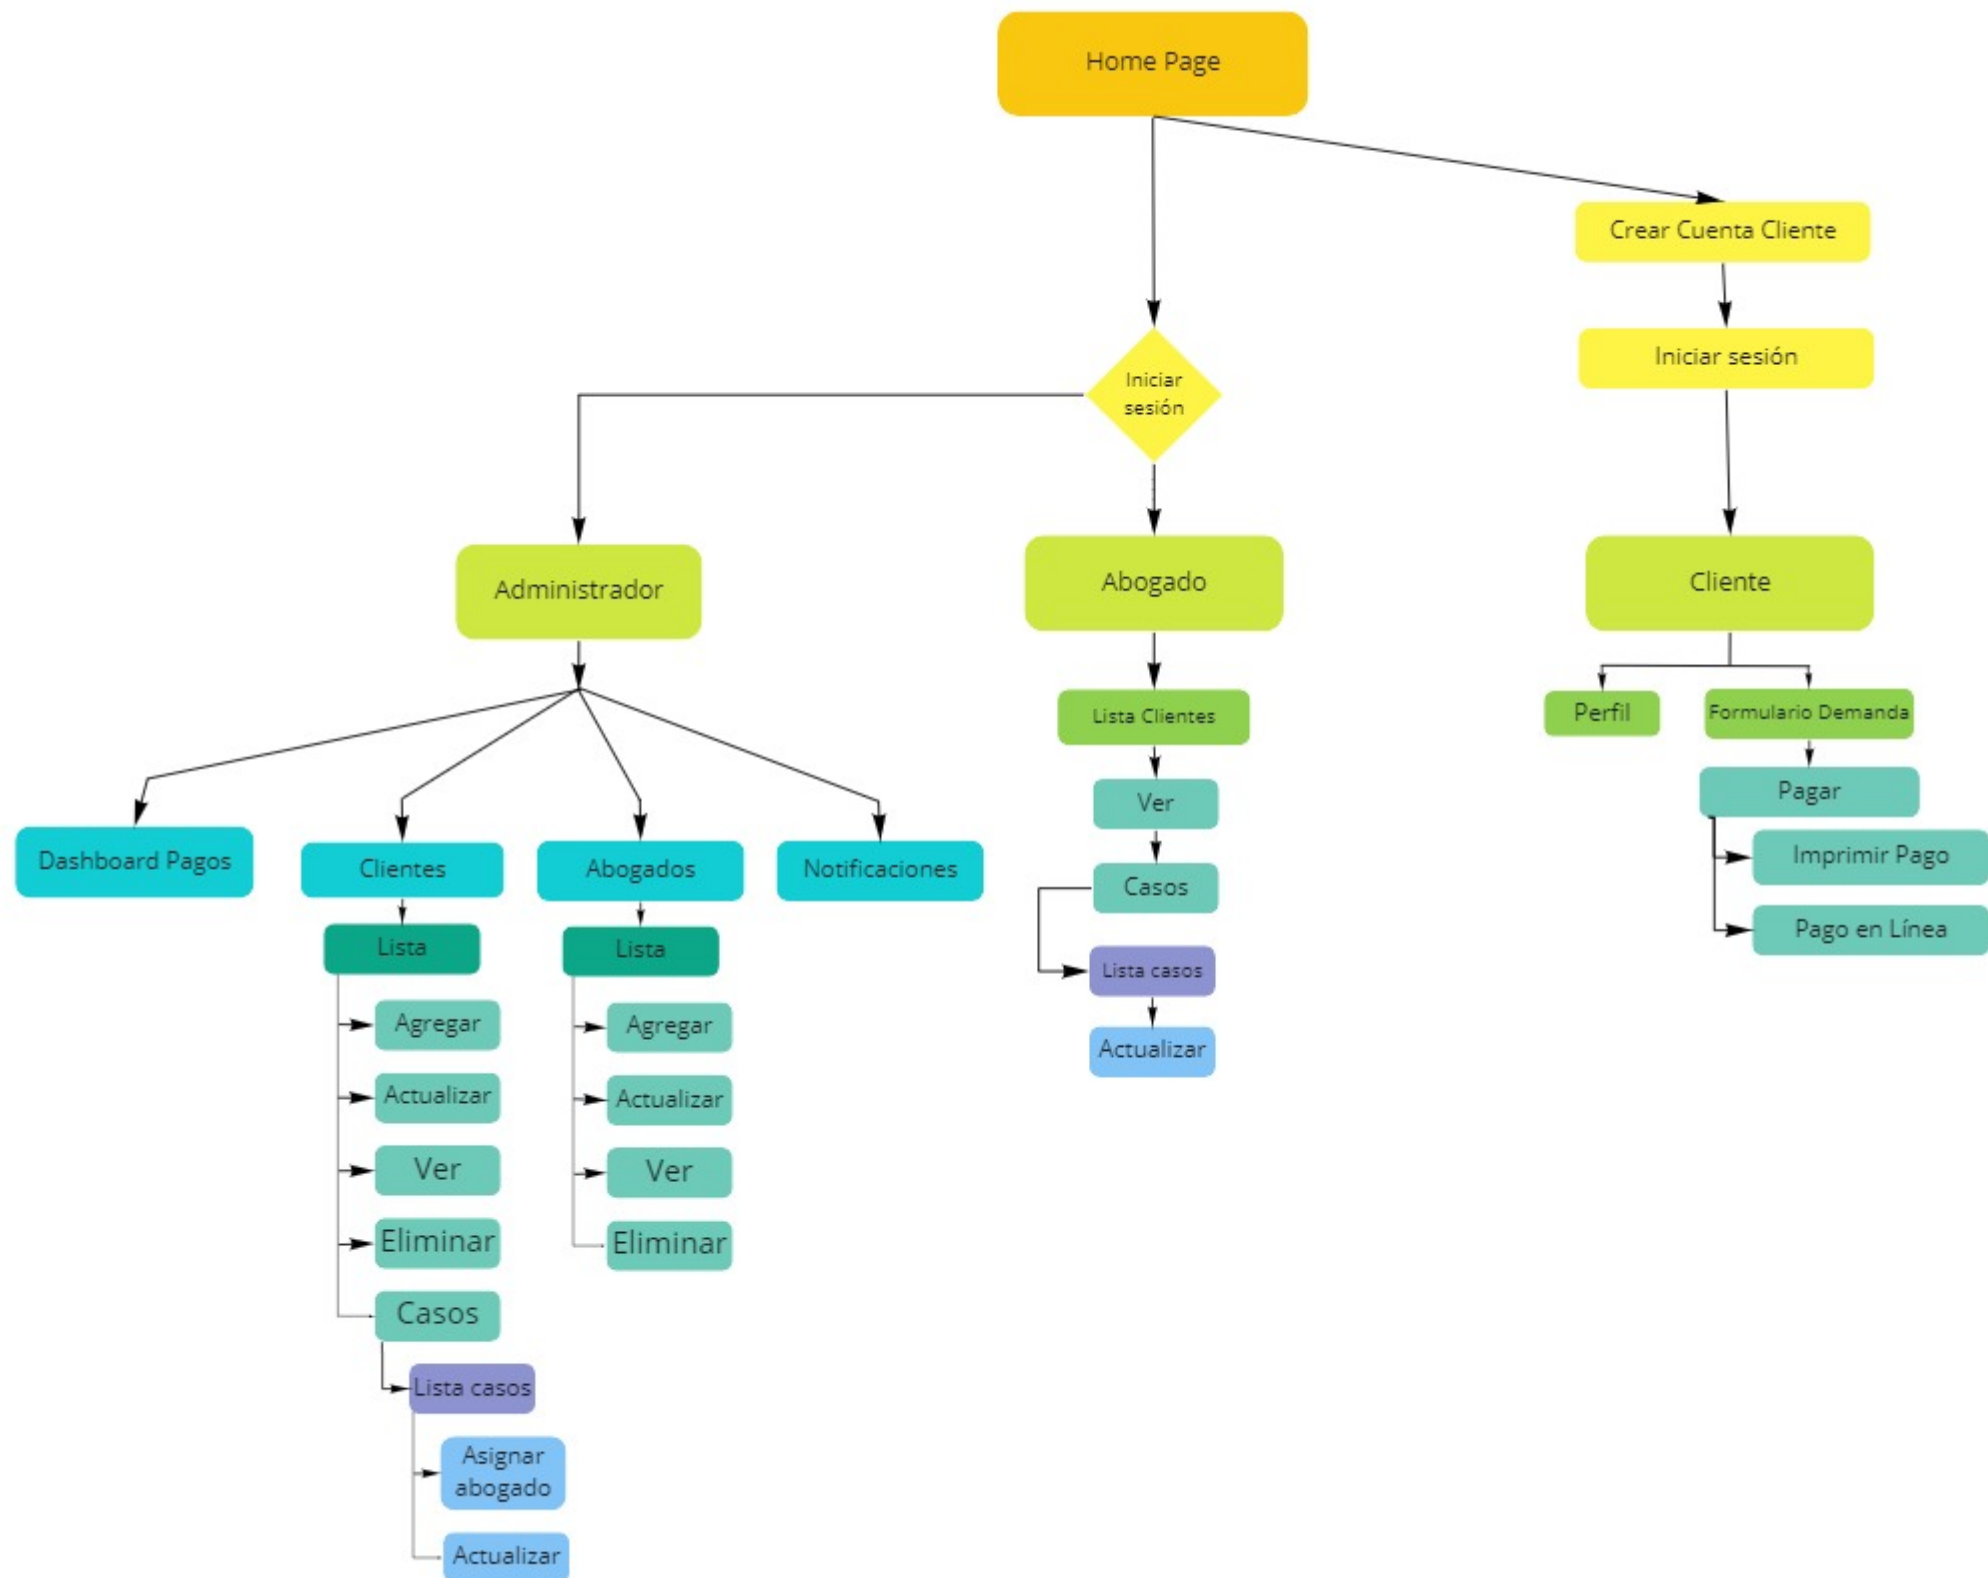 Home Page
Crear Cuenta Cliente
Iniciar sesión
Iniciar
sesión
Administrador
Abogado
Cliente
Lista Clientes
Perfil
Formulario Demanda
Ver
Pagar
Dashboard Pagos
Clientes
Abogados
Notificaciones
Casos
Imprimir Pago
Lista
Lista
Lista casos
Pago en Línea
Agregar
Agregar
Actualizar
Actualizar
Actualizar
Ver
Ver
Eliminar
Eliminar
Casos
Lista casos
Asignar
abogado
Actualizar